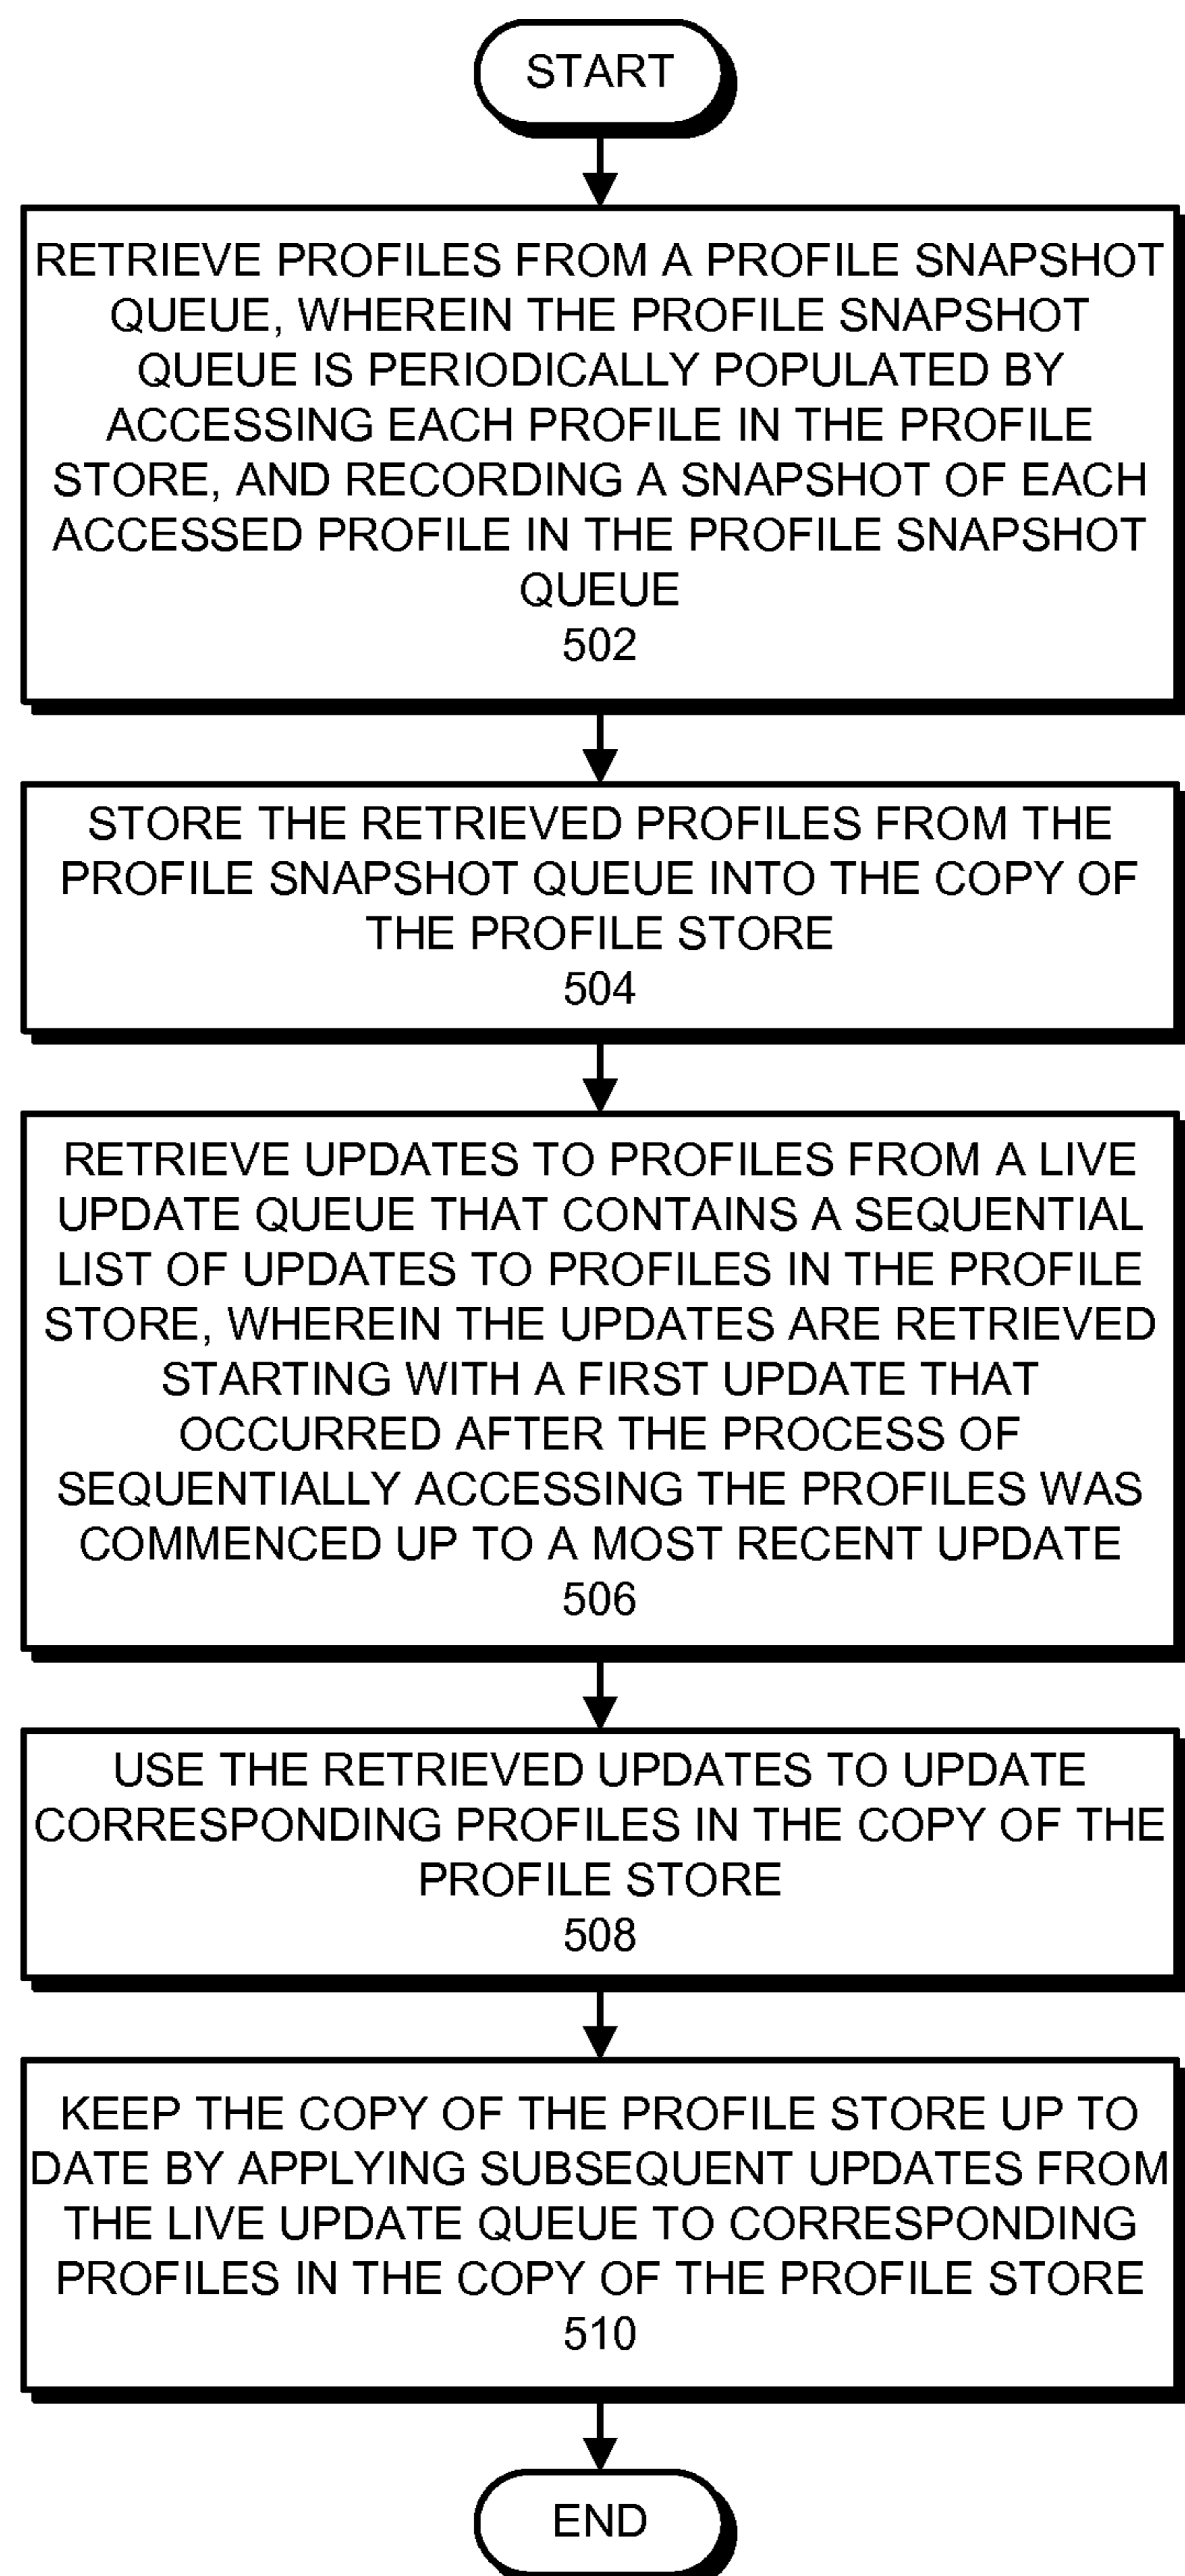 START
RETRIEVE PROFILES FROM A PROFILE SNAPSHOT
QUEUE, WHEREIN THE PROFILE SNAPSHOT
QUEUE IS PERIODICALLY POPULATED BY
ACCESSING EACH PROFILE IN THE PROFILE
STORE, AND RECORDING A SNAPSHOT OF EACH
ACCESSED PROFILE IN THE PROFILE SNAPSHOT
QUEUE
502
STORE THE RETRIEVED PROFILES FROM THE
PROFILE SNAPSHOT QUEUE INTO THE COPY OF
THE PROFILE STORE
504
RETRIEVE UPDATES TO PROFILES FROM A LIVE
UPDATE QUEUE THAT CONTAINS A SEQUENTIAL
LIST OF UPDATES TO PROFILES IN THE PROFILE
STORE, WHEREIN THE UPDATES ARE RETRIEVED
STARTING WITH A FIRST UPDATE THAT
OCCURRED AFTER THE PROCESS OF
SEQUENTIALLY ACCESSING THE PROFILES WAS
COMMENCED UP TO A MOST RECENT UPDATE
506
USE THE RETRIEVED UPDATES TO UPDATE
CORRESPONDING PROFILES IN THE COPY OF THE
PROFILE STORE
508
KEEP THE COPY OF THE PROFILE STORE UP TO
DATE BY APPLYING SUBSEQUENT UPDATES FROM
THE LIVE UPDATE QUEUE TO CORRESPONDING
PROFILES IN THE COPY OF THE PROFILE STORE
510
END